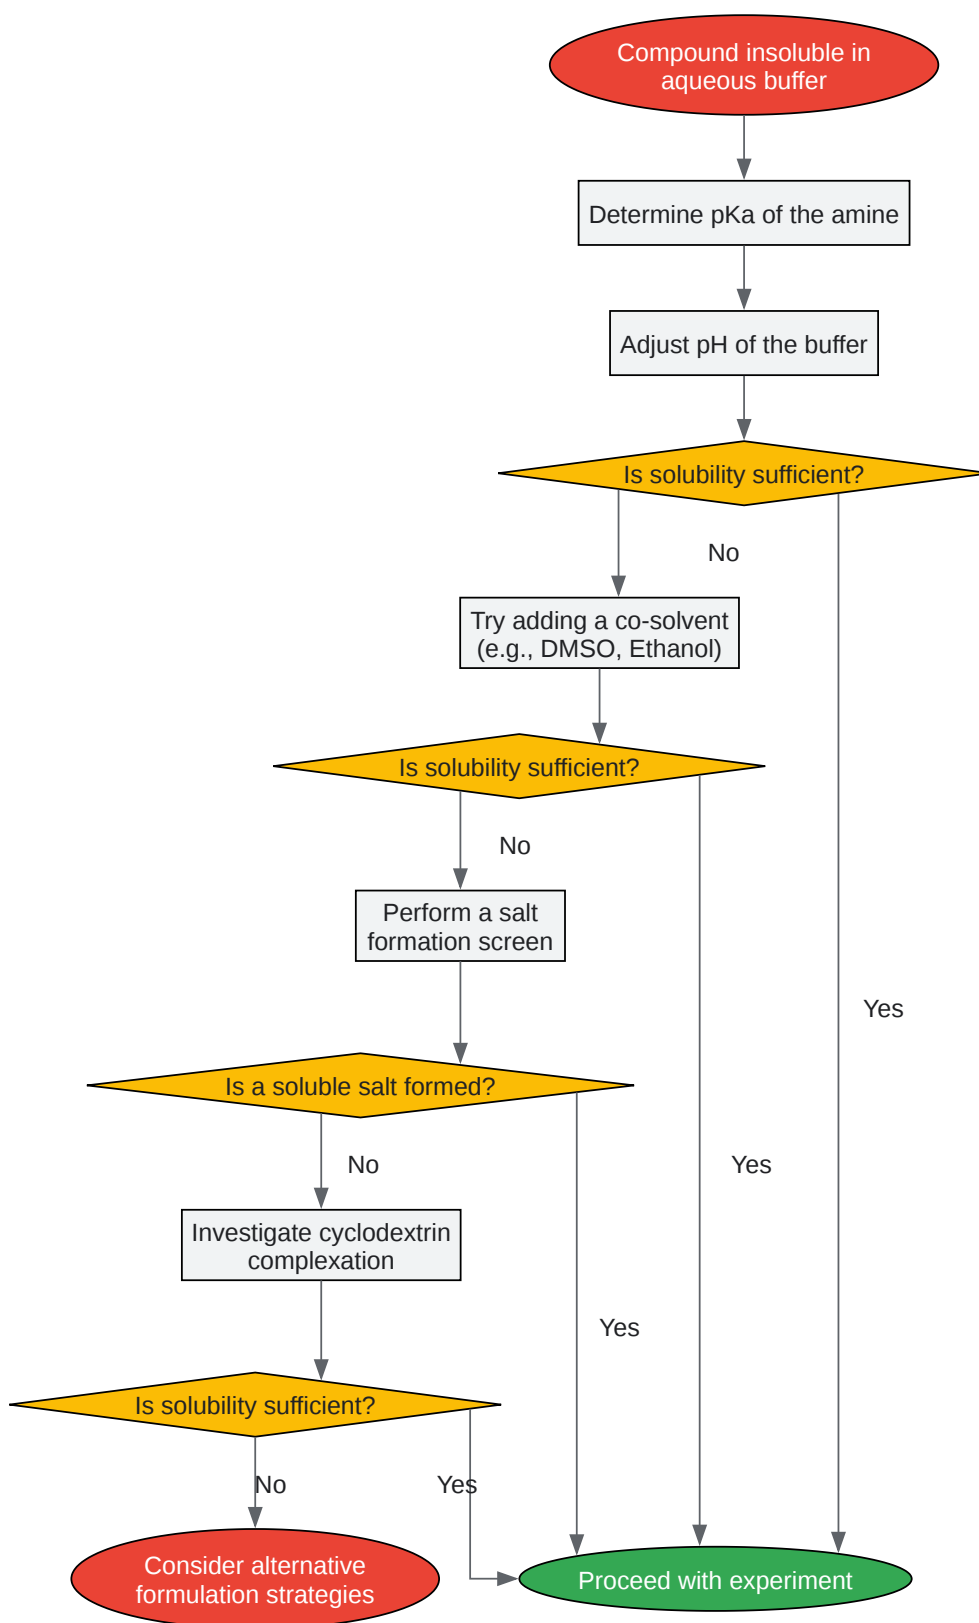 Compound insoluble in
aqueous buffer
Determine pKa of the amine
Adjust pH of the buffer
Is solubility sufficient?
No
Try adding a co-solvent
(e.g., DMSO, Ethanol)
Is solubility sufficient?
No
Perform a salt
formation screen
Yes
Is a soluble salt formed?
No
Yes
Investigate cyclodextrin
complexation
Yes
Is solubility sufficient?
No
Yes
Consider alternative
formulation strategies
Proceed with experiment